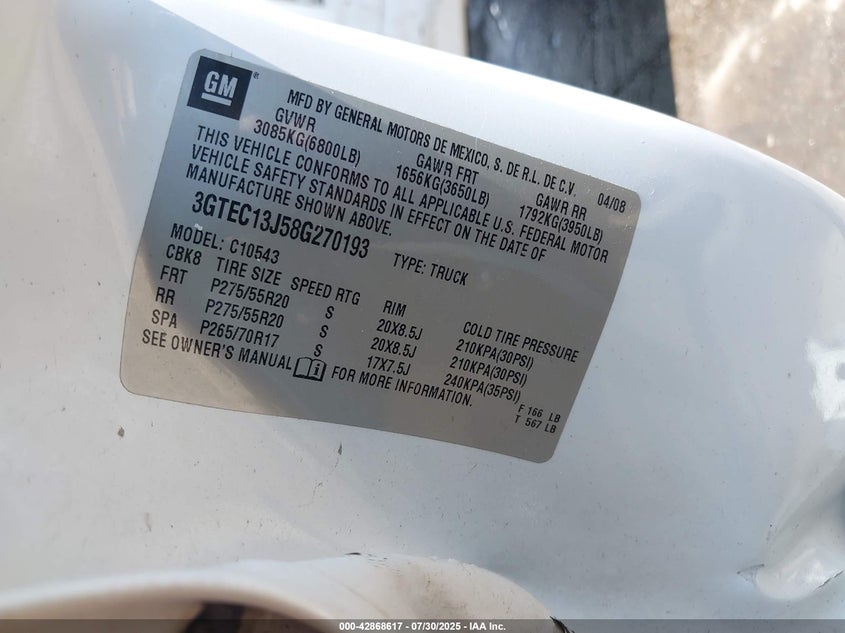 GM®
MFD BY GENERAL MOTORS DE MEXICO, S. DE R.L. DE C.V. 04/08
GVWR GAWR FRT GAWR RR
3085KG(6800LB) 1656KG(3650LB) 1792KG(3950LB)
THIS VEHICLE CONFORMS TO ALL APPLICABLE U.S. FEDERAL MOTOR
VEHICLE SAFETY STANDARDS IN EFFECT ON THE DATE OF
MANUFACTURE SHOWN ABOVE.
3GTEC13J58G270193 TYPE: TRUCK
MODEL: C10543
CBK8 TIRE SIZE SPEED RTG RIM COLD TIRE PRESSURE
FRT P275/55R20 S 20X8.5J 210KPA(30PSI)
RR P275/55R20 S 20X8.5J 210KPA(30PSI)
SPA P265/70R17 S 17X7.5J 240KPA(35PSI)
SEE OWNER'S MANUAL FOR MORE INFORMATION.
F 166 LB
T 567 LB
000-42868617 - 07/30/2025 - IAA Inc.